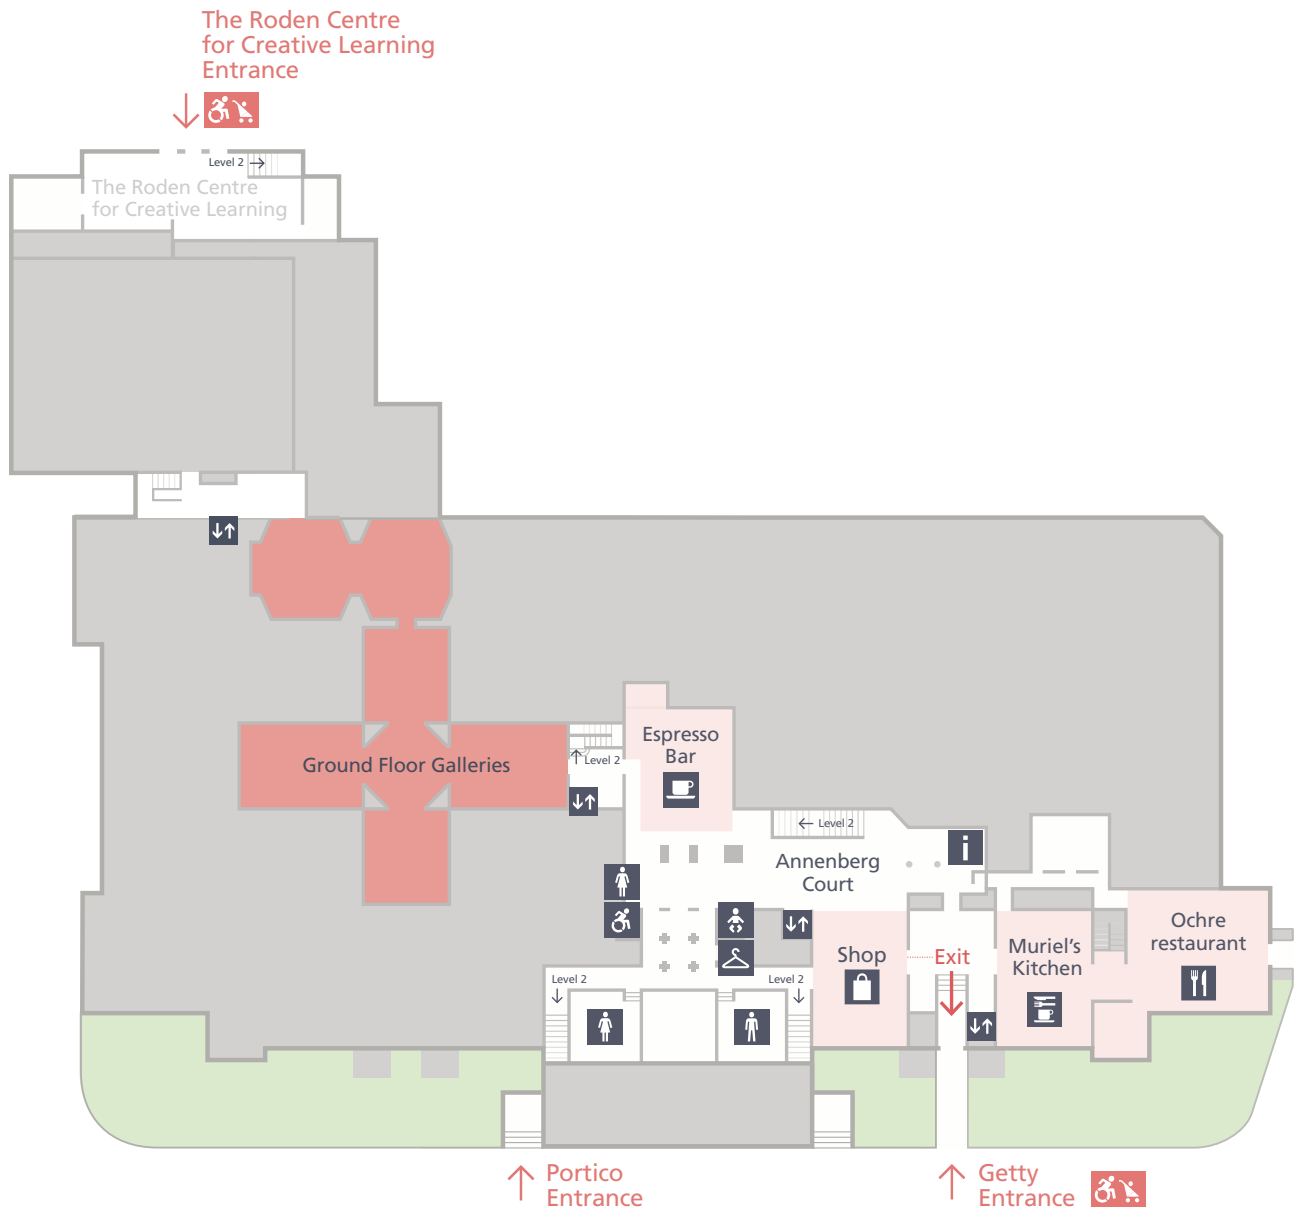 The Roden Centre
for Creative Learning
Entrance
Level 2
The Roden Centre
for Creative Learning
Espresso
Bar
Level 2
Ground Floor Galleries
Level 2
i
Annenberg
Court
Ochre
restaurant
Shop
Exit
Muriel's
Kitchen
Level 2
Level 2
Portico
Entrance
Getty
Entrance